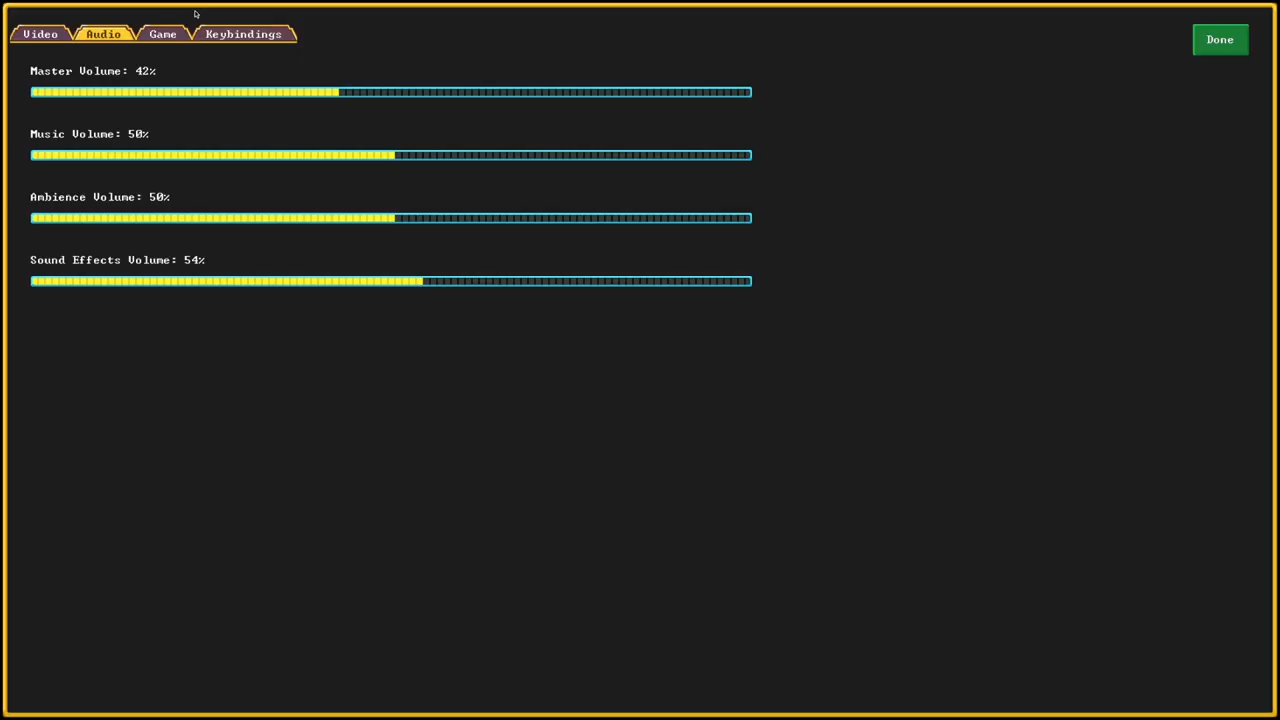 Video Audio Game Keybindings
Done
Master Volume: 42%
Music Volume: 50%
Ambience Volume: 50%
Sound Effects Volume: 54%